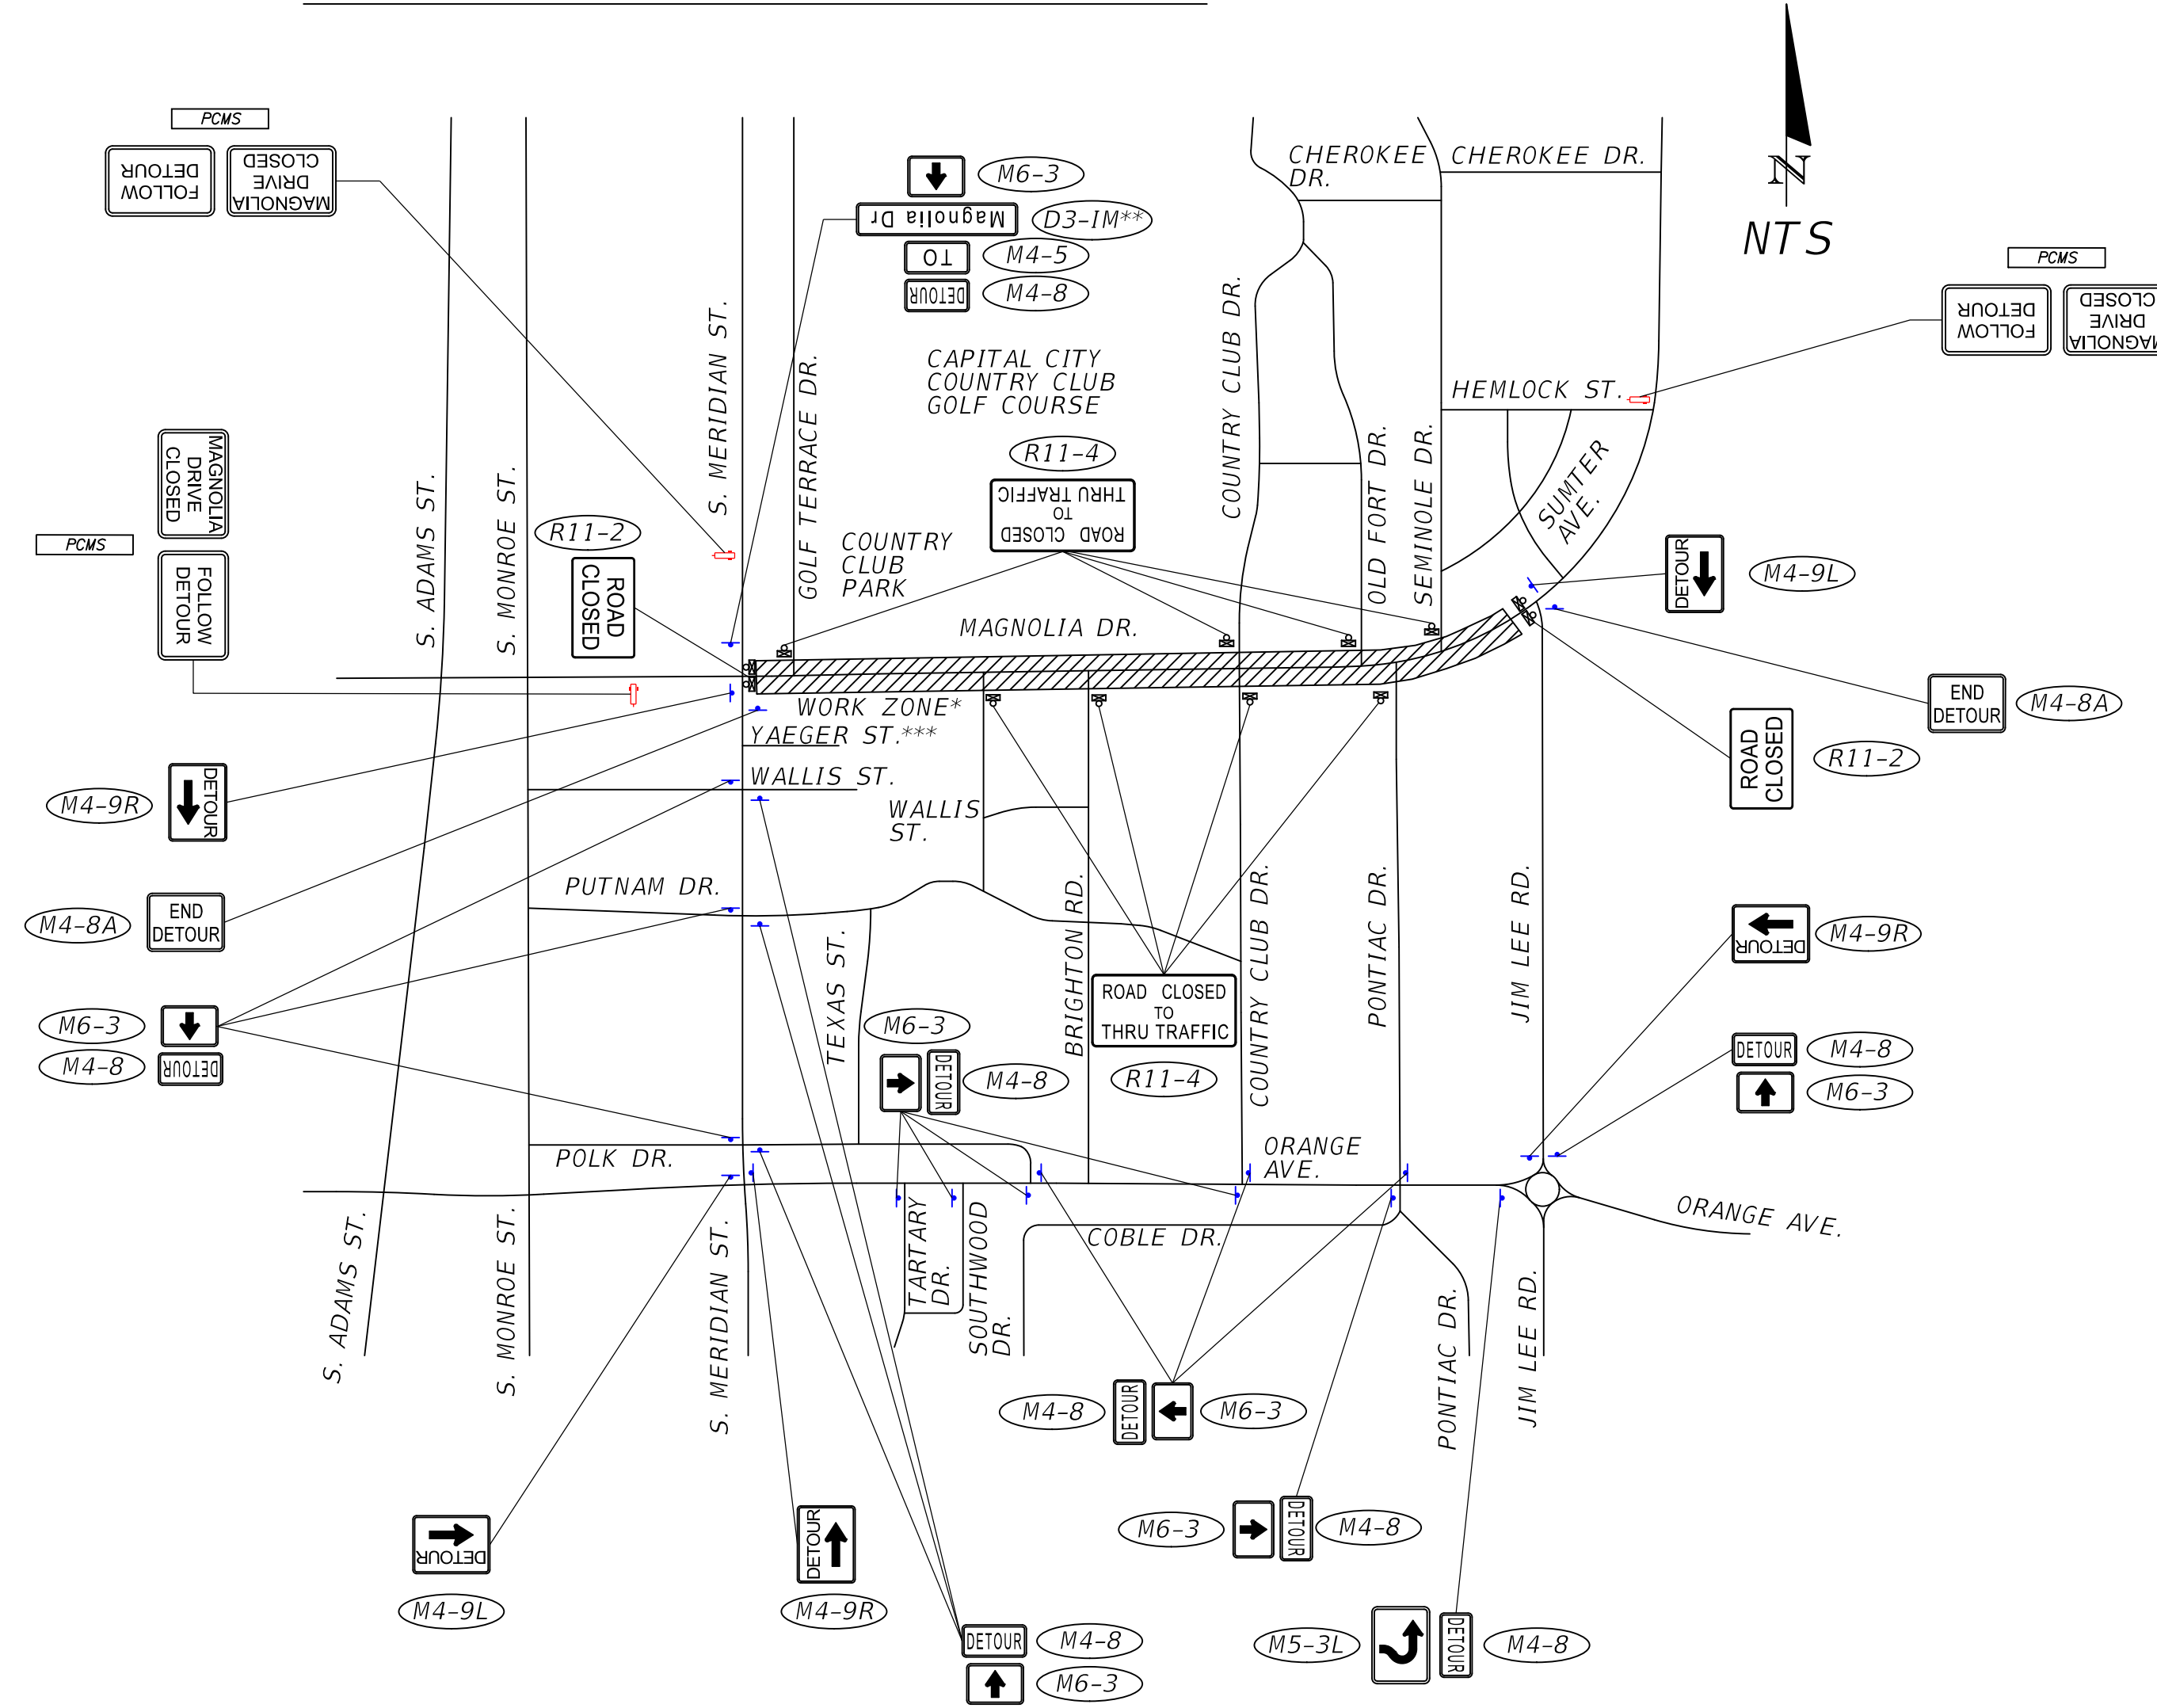 PCMS
FOLLOW
DETOUR
MAGNOLIA
DRIVE
CLOSED
M6-3
Magnolia Dr
D3-IM**
TO
M4-5
DETOUR
M4-8
CHEROKEE
DR.
CHEROKEE DR.
N
NTS
PCMS
FOLLOW
DETOUR
MAGNOLIA
DRIVE
CLOSED
S. MERIDIAN ST.
GOLF TERRACE DR.
CAPITAL CITY
COUNTRY CLUB
GOLF COURSE
COUNTRY CLUB DR.
HEMLOCK ST.
OLD FORT DR.
SEMINOLE DR.
SUMTER
AVE.
R11-4
ROAD CLOSED
TO
THRU TRAFFIC
MAGNOLIA
DRIVE
CLOSED
PCMS
FOLLOW
DETOUR
S. ADAMS ST.
S. MONROE ST.
R11-2
ROAD
CLOSED
COUNTRY
CLUB
PARK
MAGNOLIA DR.
DETOUR
M4-9L
END
DETOUR
M4-8A
ROAD
CLOSED
R11-2
WORK ZONE*
YAEGER ST.***
WALLIS ST.
WALLIS
ST.
M4-9R
DETOUR
PUTNAM DR.
M4-8A
END
DETOUR
TEXAS ST.
BRIGHTON RD.
COUNTRY CLUB DR.
PONTIAC DR.
JIM LEE RD.
DETOUR
M4-9R
M6-3
M4-8
DETOUR
M6-3
DETOUR
M4-8
ROAD CLOSED
TO
THRU TRAFFIC
R11-4
DETOUR
M4-8
M6-3
POLK DR.
ORANGE
AVE.
ORANGE AVE.
S. ADAMS ST.
S. MONROE ST.
S. MERIDIAN ST.
TARTARY
DR.
SOUTHWOOD
DR.
COBLE DR.
PONTIAC DR.
JIM LEE RD.
M4-8
DETOUR
M6-3
DETOUR
M4-9L
DETOUR
M4-9R
M6-3
DETOUR
M4-8
DETOUR
M4-8
M6-3
M5-3L
DETOUR
M4-8